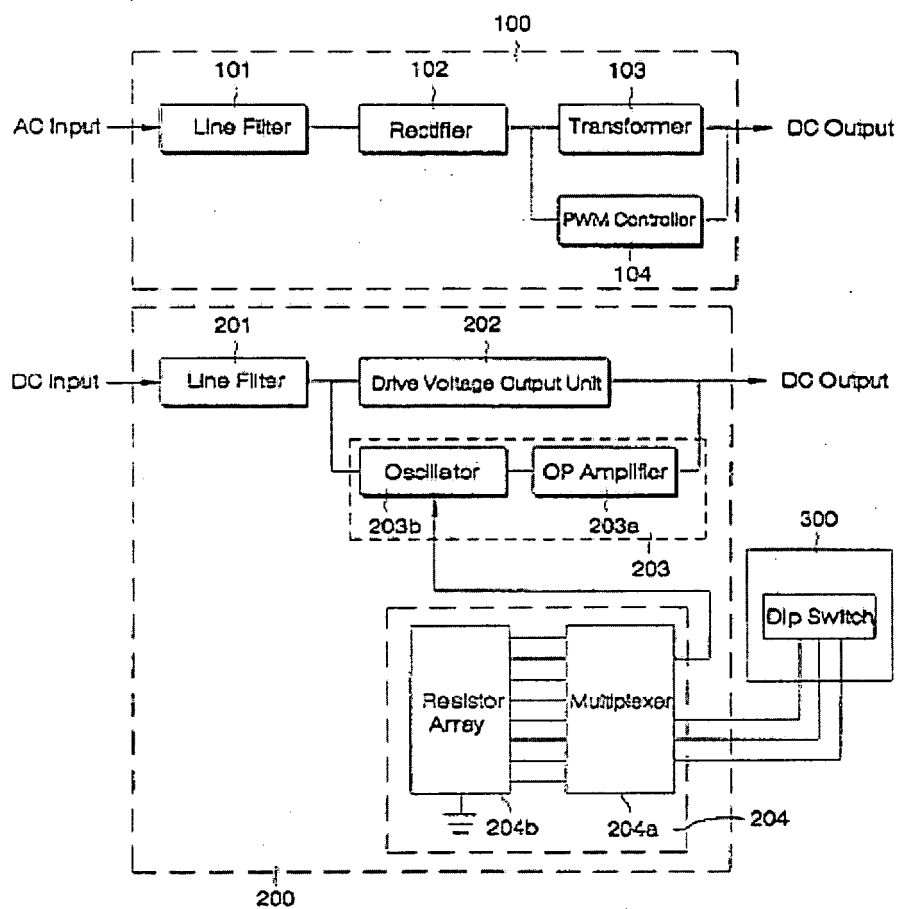 100
101
102
103
AC Input
Line Filter
Rectifier
Transformer
DC Output
PWM Controller
104
201
202
DC Input
Line Filter
Drive Voltage Output Unit
DC Output
Oscillator
OP Amplifier
203b
203a
203
300
Dip Switch
Resistor
Array
Multiplexer
204b
204a
204
200